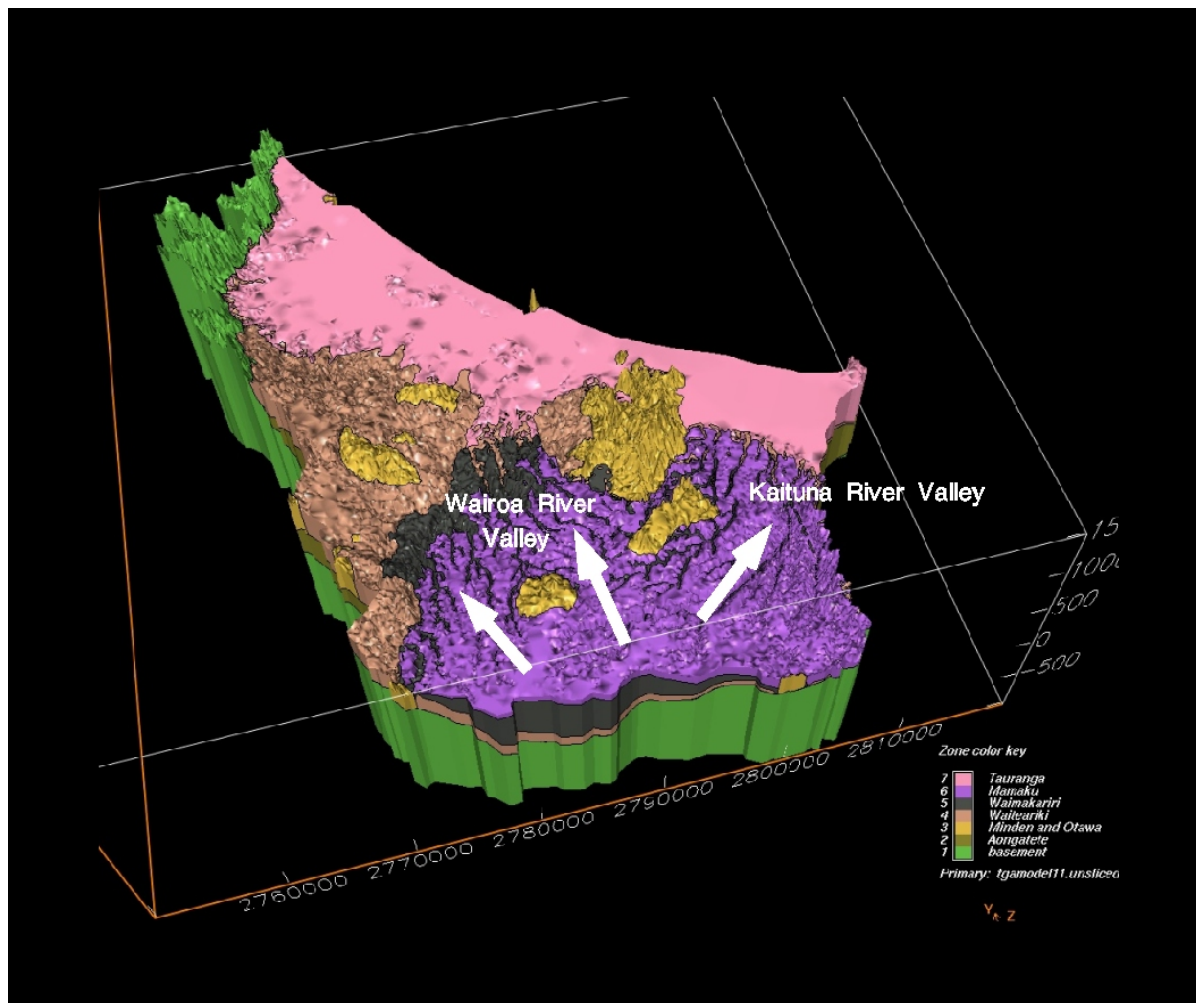 Wairoa River
Valley
Kaituna River Valley
15
1000
500
0
-500
2760000
2770000
2780000
2790000
2800000
2810000
Zone color key
7 Tauranga
6 Mamaku
5 Waimakariri
4 Waiteariki
3 Minden and Otawa
2 Aongatete
1 basement
Primary: tgamodel11.unsliced
Y Z